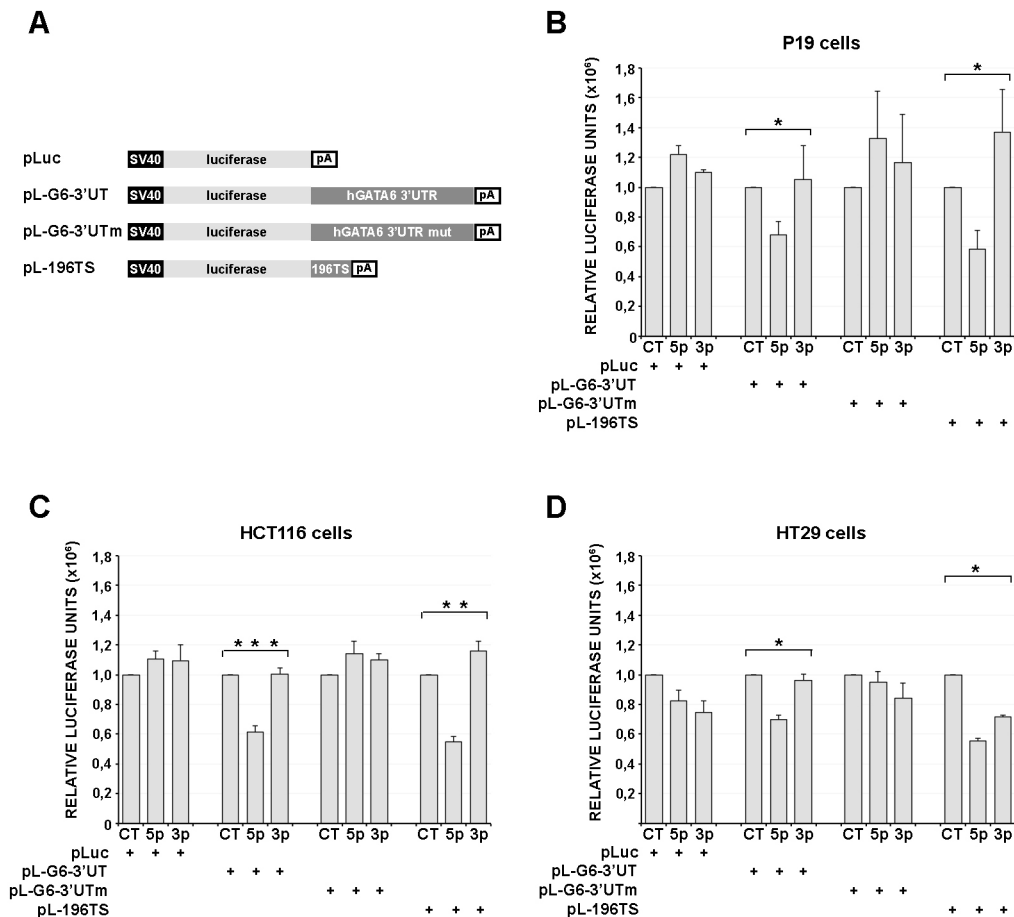 A
pLuc SV40 luciferase pA
pL-G6-3'UT SV40 luciferase hGATA6 3'UTR pA
pL-G6-3'UTm SV40 luciferase hGATA6 3'UTR mut pA
pL-196TS SV40 luciferase 196TS pA
B
P19 cells
RELATIVE LUCIFERASE UNITS (x10⁶)
1,8
1,6
1,4
1,2
1,0
0,8
0,6
0,4
0,2
0
*
*
CT 5p 3p CT 5p 3p CT 5p 3p CT 5p 3p
pLuc + + +
pL-G6-3'UT + + +
pL-G6-3'UTm + + +
pL-196TS + + +
C
HCT116 cells
RELATIVE LUCIFERASE UNITS (x10⁶)
1,8
1,6
1,4
1,2
1,0
0,8
0,6
0,4
0,2
0
* * *
* *
CT 5p 3p CT 5p 3p CT 5p 3p CT 5p 3p
pLuc + + +
pL-G6-3'UT + + +
pL-G6-3'UTm + + +
pL-196TS + + +
D
HT29 cells
RELATIVE LUCIFERASE UNITS (x10⁶)
1,8
1,6
1,4
1,2
1,0
0,8
0,6
0,4
0,2
0
*
*
CT 5p 3p CT 5p 3p CT 5p 3p CT 5p 3p
pLuc + + +
pL-G6-3'UT + + +
pL-G6-3'UTm + + +
pL-196TS + + +